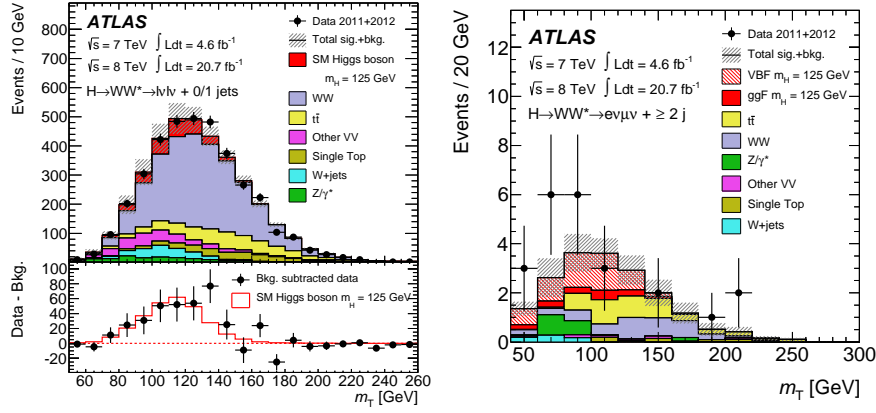 ATLAS
√s = 7 TeV ∫ Ldt = 4.6 fb⁻¹
√s = 8 TeV ∫ Ldt = 20.7 fb⁻¹
H→WW*→lνlν + 0/1 jets
Data 2011+2012
Total sig.+bkg.
SM Higgs boson
m_H = 125 GeV
WW
tt̄
Other VV
Single Top
W+jets
Z/γ*
Events / 10 GeV
800
700
600
500
400
300
200
100
Bkg. subtracted data
SM Higgs boson m_H = 125 GeV
Data - Bkg.
100
80
60
40
20
0
-20
60 80 100 120 140 160 180 200 220 240 260
m_T [GeV]
ATLAS
√s = 7 TeV ∫ Ldt = 4.6 fb⁻¹
√s = 8 TeV ∫ Ldt = 20.7 fb⁻¹
H→WW*→eνμν + ≥ 2 j
Data 2011+2012
Total sig.+bkg.
VBF m_H = 125 GeV
ggF m_H = 125 GeV
tt̄
WW
Z/γ*
Other VV
Single Top
W+jets
Events / 20 GeV
12
10
8
6
4
2
0
50 100 150 200 250 300
m_T [GeV]